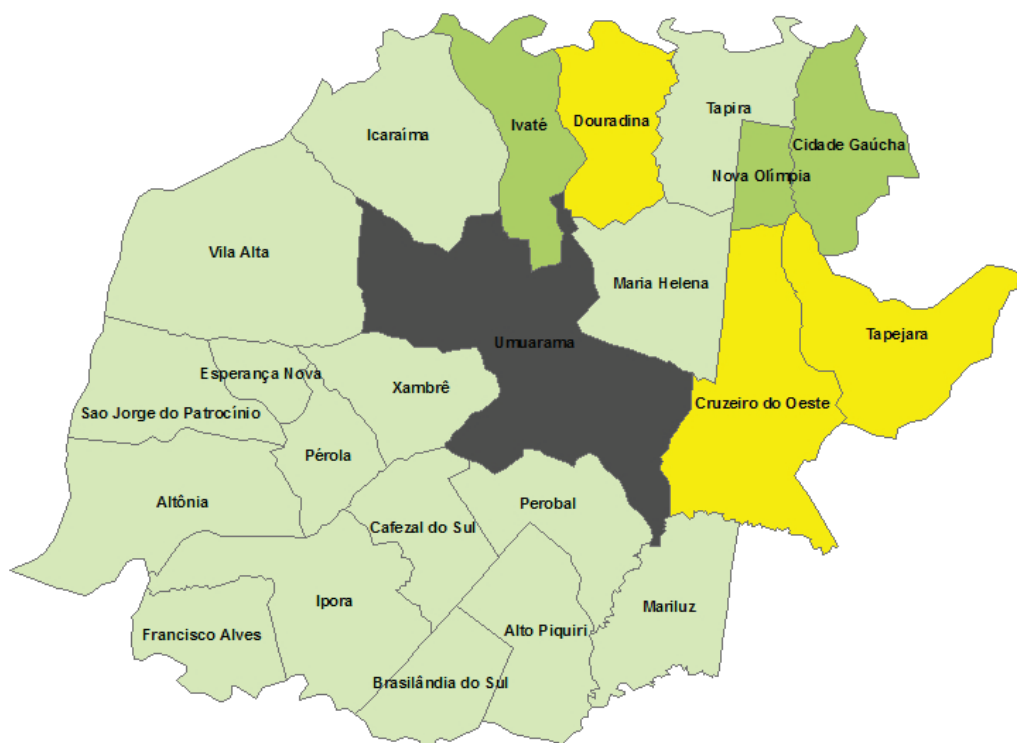 Icaraíma
Ivaté
Douradina
Tapira
Cidade Gaúcha
Nova Olímpia
Vila Alta
Maria Helena
Umuarama
Tapejara
Esperança Nova
Xambrê
Cruzeiro do Oeste
Sao Jorge do Patrocínio
Pérola
Altônia
Perobal
Cafezal do Sul
Ipora
Mariluz
Francisco Alves
Alto Piquiri
Brasilândia do Sul